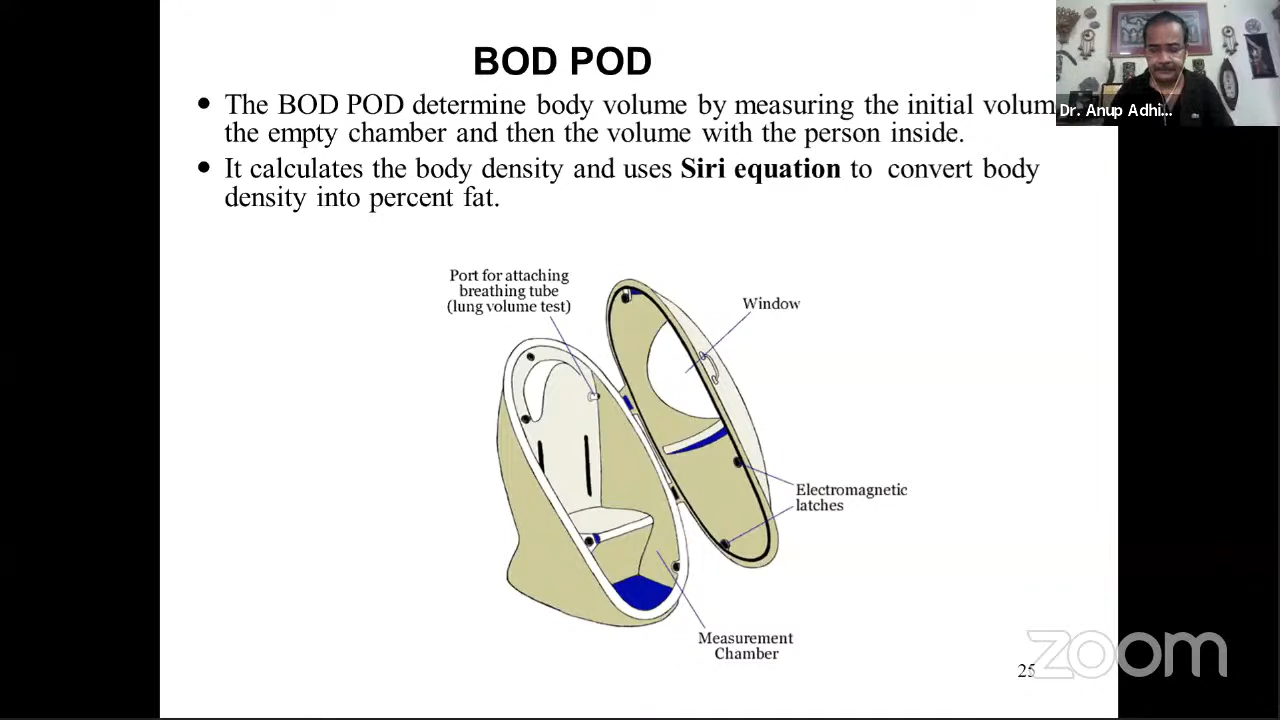 BOD POD
• The BOD POD determine body volume by measuring the initial volum
the empty chamber and then the volume with the person inside.
• It calculates the body density and uses Siri equation to convert body
density into percent fat.
Dr. Anup Adhi...
Port for attaching
breathing tube
(lung volume test)
Window
Electromagnetic
latches
Measurement
Chamber
25
zoom